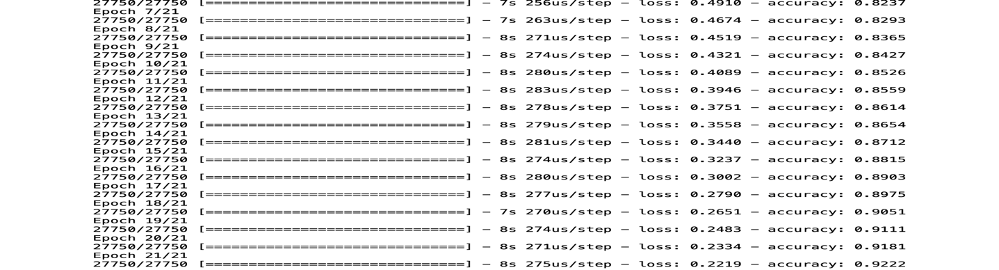 27750/27750 [==============================] – 7s 256us/step – loss: 0.4910 – accuracy: 0.8237
Epoch 7/21
27750/27750 [==============================] – 7s 263us/step – loss: 0.4674 – accuracy: 0.8293
Epoch 8/21
27750/27750 [==============================] – 8s 271us/step – loss: 0.4519 – accuracy: 0.8365
Epoch 9/21
27750/27750 [==============================] – 8s 274us/step – loss: 0.4321 – accuracy: 0.8427
Epoch 10/21
27750/27750 [==============================] – 8s 280us/step – loss: 0.4089 – accuracy: 0.8526
Epoch 11/21
27750/27750 [==============================] – 8s 283us/step – loss: 0.3946 – accuracy: 0.8559
Epoch 12/21
27750/27750 [==============================] – 8s 278us/step – loss: 0.3751 – accuracy: 0.8614
Epoch 13/21
27750/27750 [==============================] – 8s 279us/step – loss: 0.3558 – accuracy: 0.8654
Epoch 14/21
27750/27750 [==============================] – 8s 281us/step – loss: 0.3440 – accuracy: 0.8712
Epoch 15/21
27750/27750 [==============================] – 8s 274us/step – loss: 0.3237 – accuracy: 0.8815
Epoch 16/21
27750/27750 [==============================] – 8s 280us/step – loss: 0.3002 – accuracy: 0.8903
Epoch 17/21
27750/27750 [==============================] – 8s 277us/step – loss: 0.2790 – accuracy: 0.8975
Epoch 18/21
27750/27750 [==============================] – 7s 270us/step – loss: 0.2651 – accuracy: 0.9051
Epoch 19/21
27750/27750 [==============================] – 8s 274us/step – loss: 0.2483 – accuracy: 0.9111
Epoch 20/21
27750/27750 [==============================] – 8s 271us/step – loss: 0.2334 – accuracy: 0.9181
Epoch 21/21
27750/27750 [==============================] – 8s 275us/step – loss: 0.2219 – accuracy: 0.9222